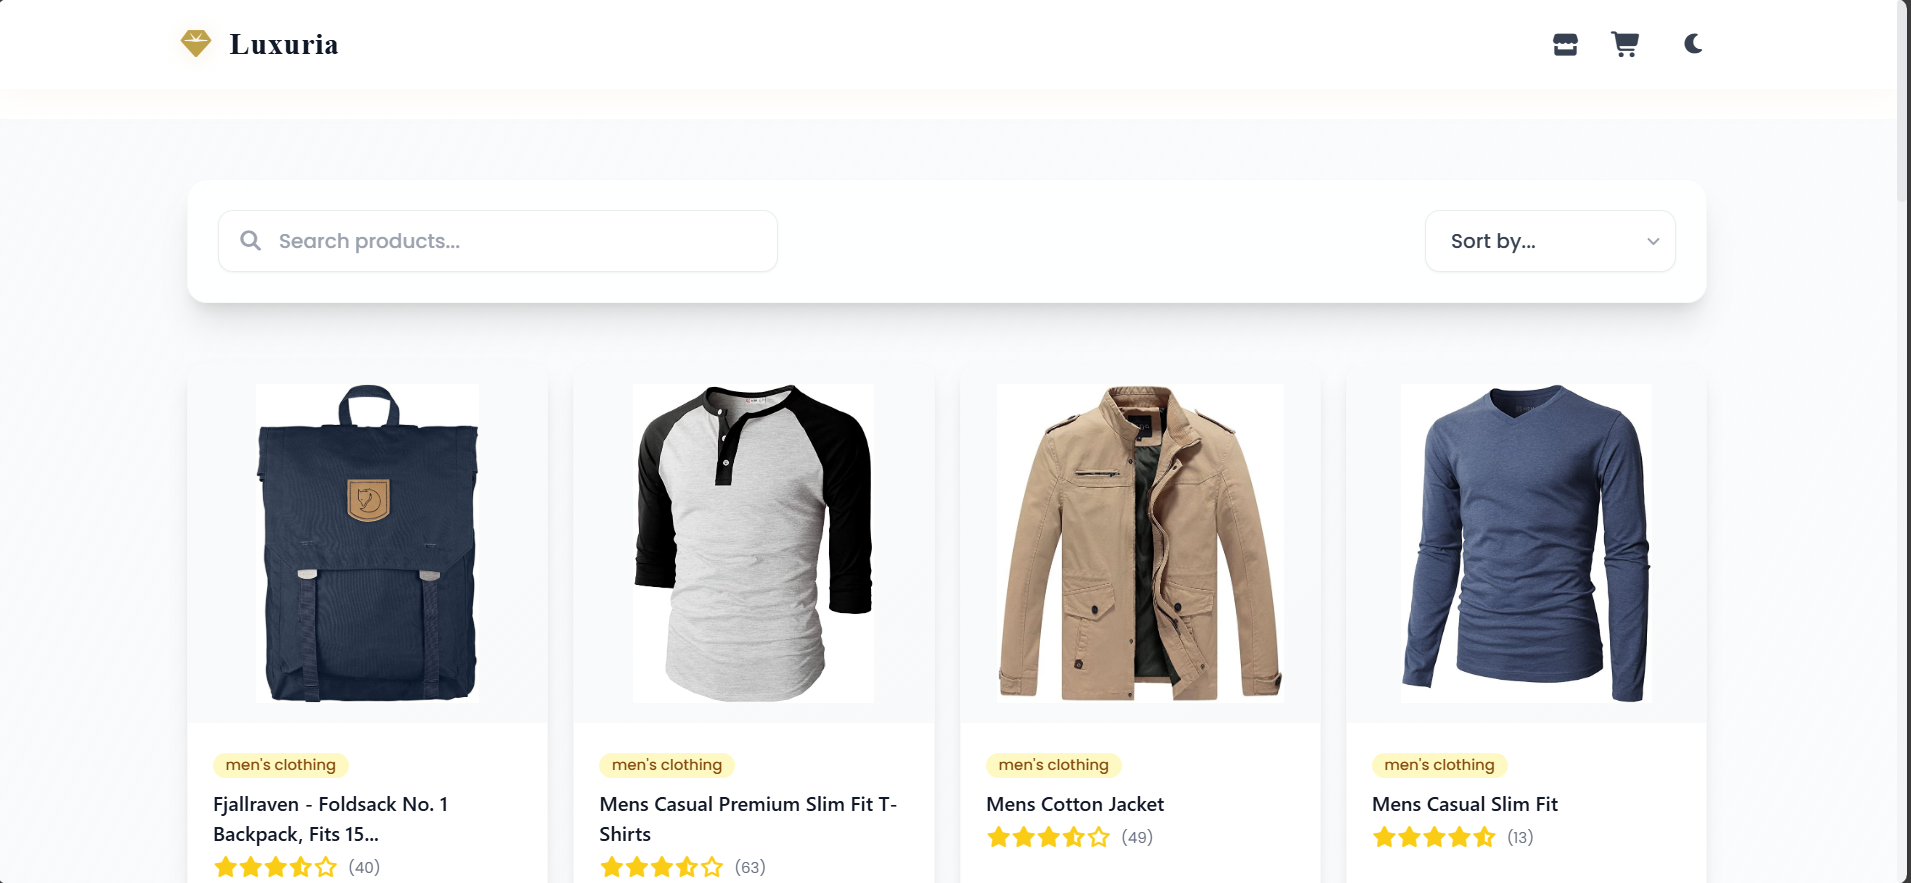 Luxuria
Search products...
Sort by...
men's clothing
Fjallraven - Foldsack No. 1
Backpack, Fits 15...
(40)
men's clothing
Mens Casual Premium Slim Fit T-
Shirts
(63)
men's clothing
Mens Cotton Jacket
(49)
men's clothing
Mens Casual Slim Fit
(13)